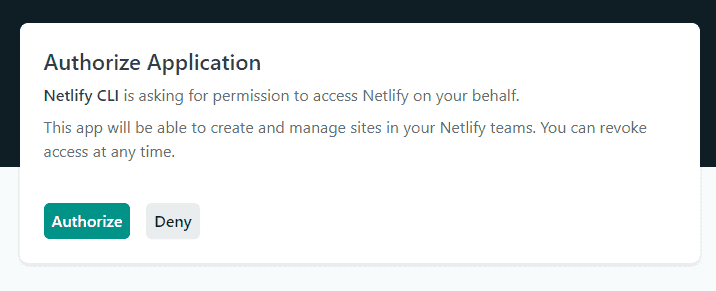 Authorize Application
Netlify CLI is asking for permission to access Netlify on your behalf.
This app will be able to create and manage sites in your Netlify teams. You can revoke
access at any time.
Authorize Deny